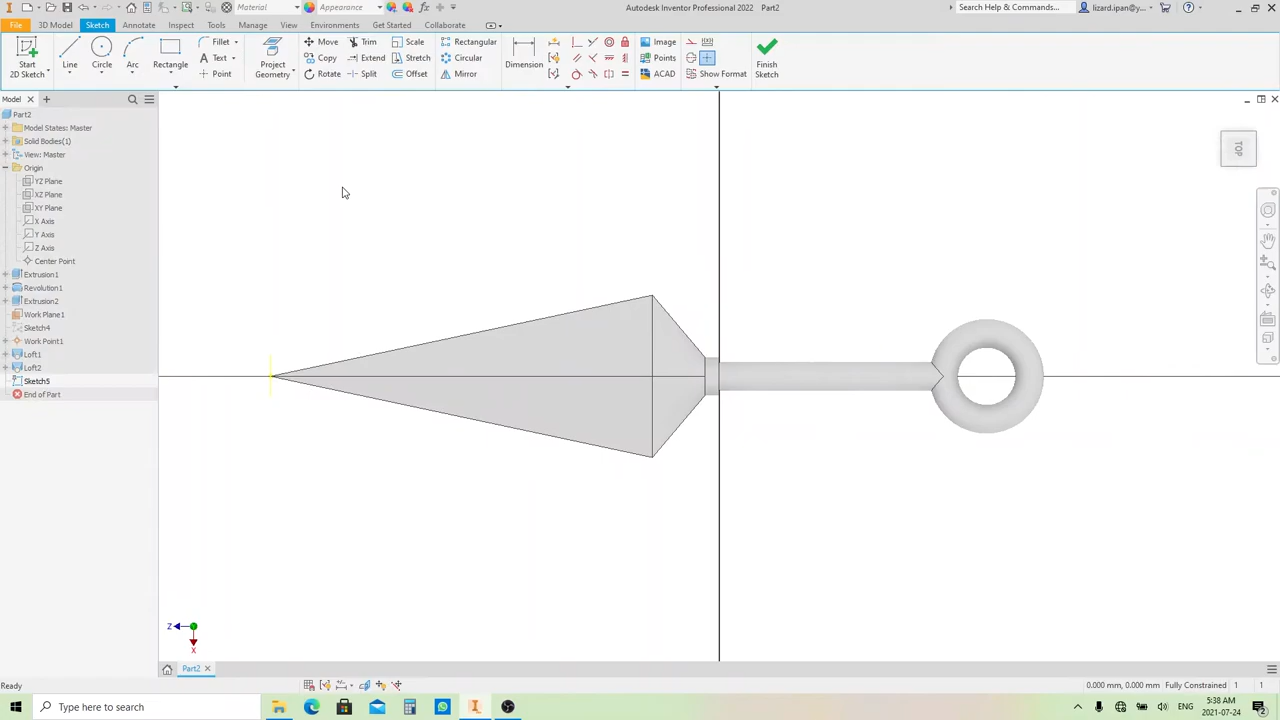 Material
Appearance
Autodesk Inventor Professional 2022 Part2
Search Help & Commands...
lizard.ipan@y...
File
3D Model
Sketch
Annotate
Inspect
Tools
Manage
View
Environments
Get Started
Collaborate
Start
2D Sketch
Line
Circle
Arc
Rectangle
Fillet
Text
Point
Project
Geometry
Move
Copy
Rotate
Trim
Extend
Split
Scale
Stretch
Offset
Rectangular
Circular
Mirror
Dimension
Image
Points
ACAD
Show Format
Finish
Sketch
Model
Part2
Model States: Master
Solid Bodies(1)
View: Master
Origin
YZ Plane
XZ Plane
XY Plane
X Axis
Y Axis
Z Axis
Center Point
Extrusion1
Revolution1
Extrusion2
Work Plane1
Sketch4
Work Point1
Loft1
Loft2
Sketch5
End of Part
TOP
Z
X
Part2
Ready
0.000 mm, 0.000 mm Fully Constrained 1 1
Type here to search
ENG
5:38 AM
2021-07-24
2